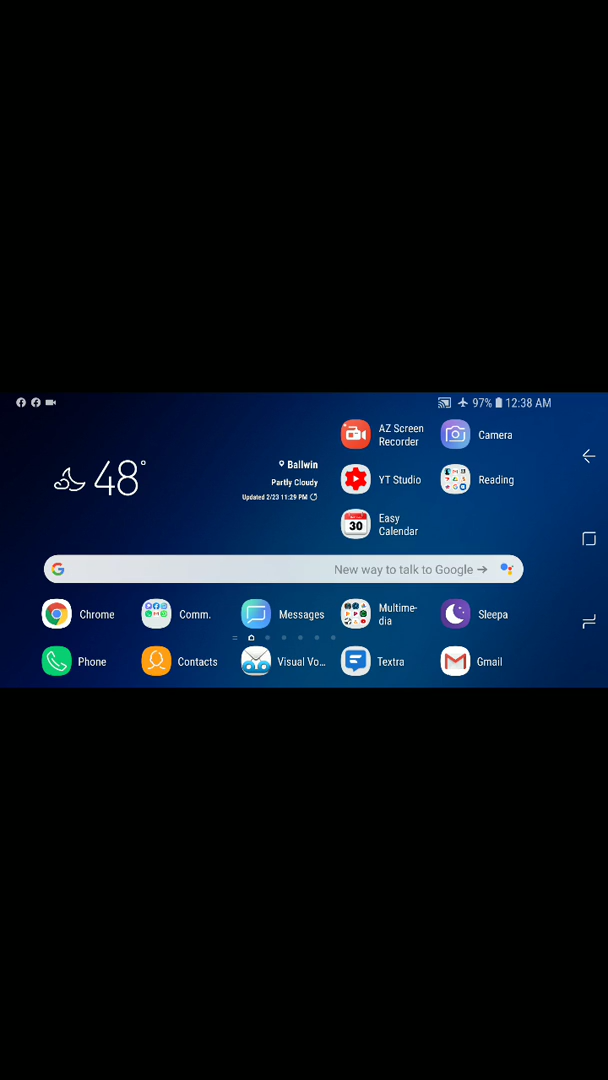 97% 12:38 AM
48°
Ballwin
Partly Cloudy
Updated 2/23 11:29 PM
AZ Screen
Recorder
Camera
YT Studio
Reading
30
Easy
Calendar
New way to talk to Google →
Chrome
Comm.
Messages
Multime-
dia
Sleepa
Phone
Contacts
Visual Vo...
Textra
Gmail